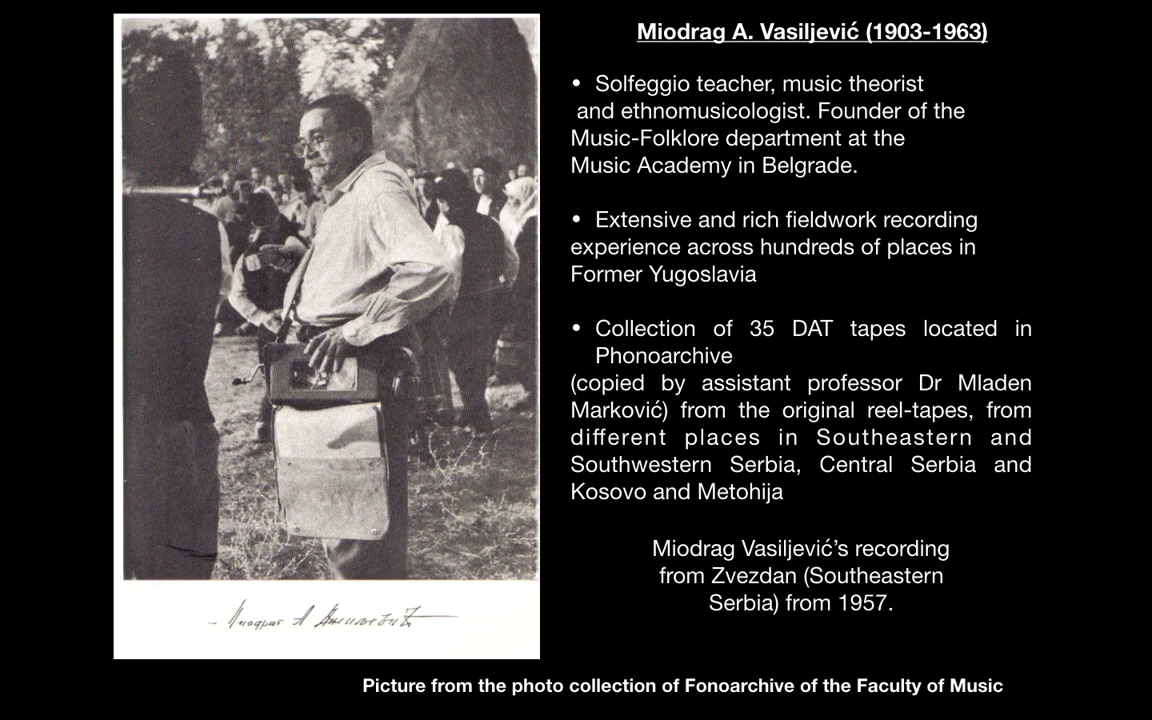 Miodrag A. Vasiljević (1903-1963)
• Solfeggio teacher, music theorist
and ethnomusicologist. Founder of the
Music-Folklore department at the
Music Academy in Belgrade.
• Extensive and rich fieldwork recording
experience across hundreds of places in
Former Yugoslavia
• Collection of 35 DAT tapes located in
Phonoarchive
(copied by assistant professor Dr Mladen
Marković) from the original reel-tapes, from
different places in Southeastern and
Southwestern Serbia, Central Serbia and
Kosovo and Metohija
Miodrag Vasiljević’s recording
from Zvezdan (Southeastern
Serbia) from 1957.
Picture from the photo collection of Fonoarchive of the Faculty of Music